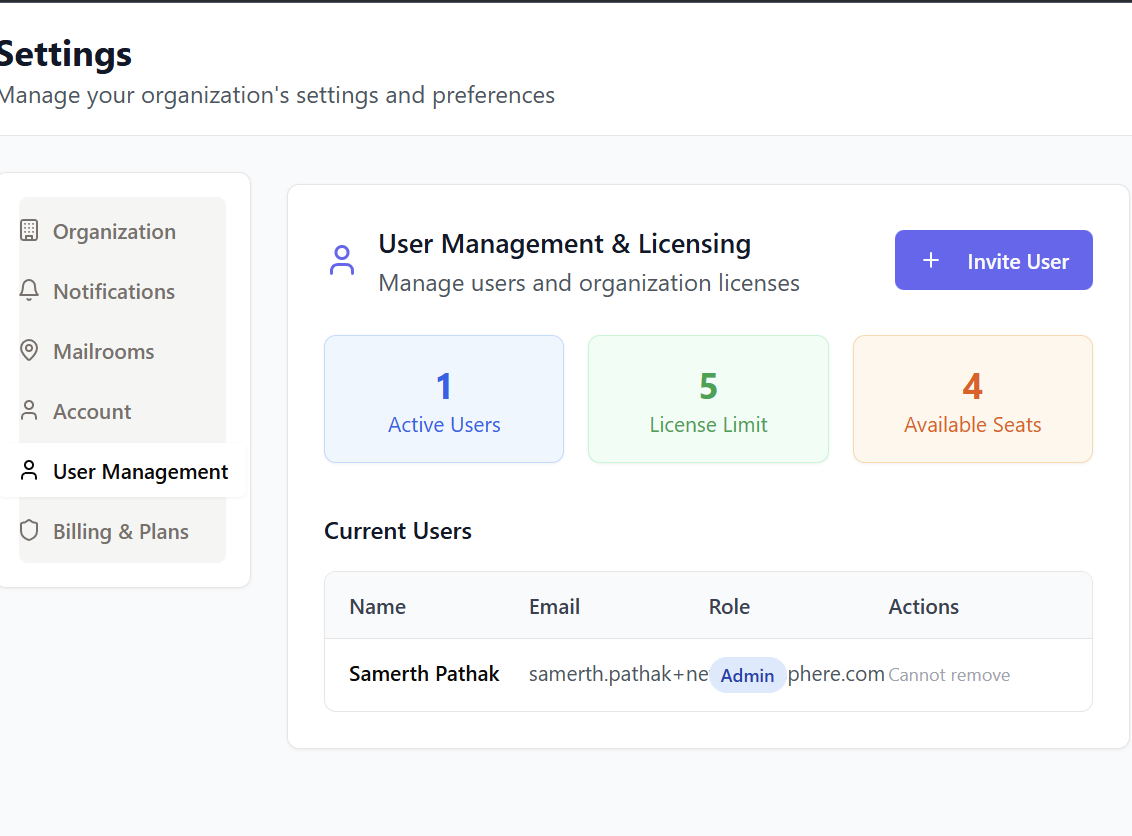 Settings
Manage your organization's settings and preferences
Organization
Notifications
Mailrooms
Account
User Management
Billing & Plans
User Management & Licensing
Manage users and organization licenses
+ Invite User
1
Active Users
5
License Limit
4
Available Seats
Current Users
Name Email Role Actions
Samerth Pathak samerth.pathak+ne Admin phere.com Cannot remove